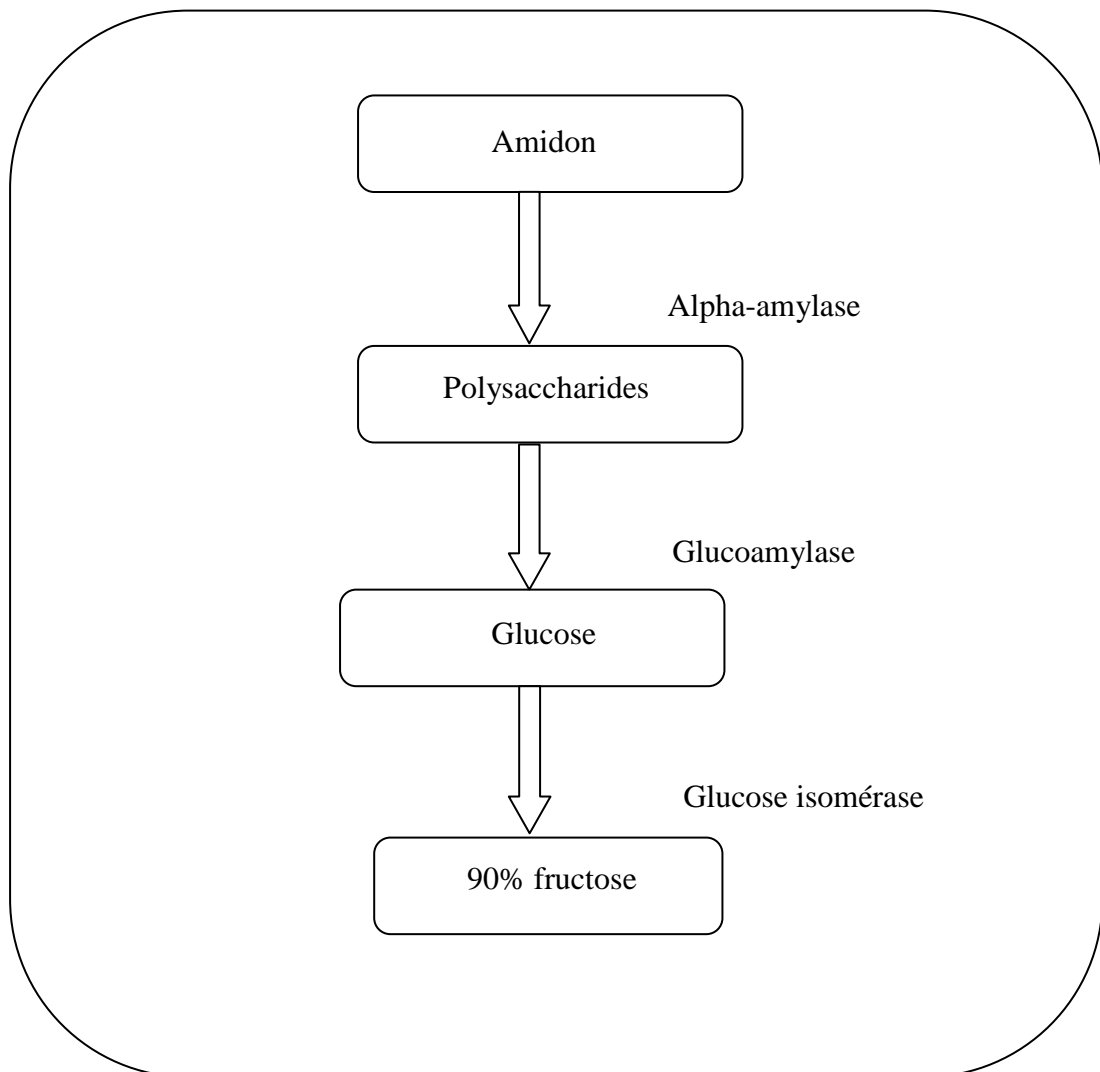 Amidon
Alpha-amylase
Polysaccharides
Glucoamylase
Glucose
Glucose isomérase
90% fructose